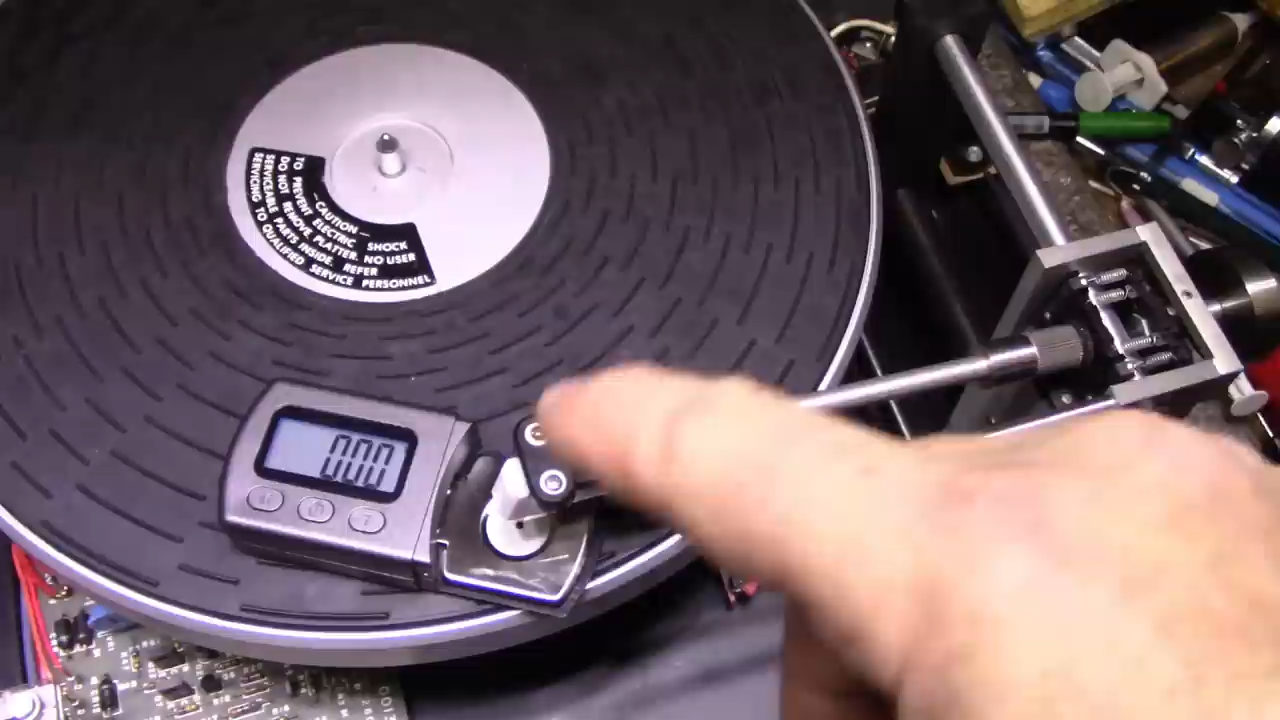 — CAUTION —
TO PREVENT ELECTRIC SHOCK
DO NOT REMOVE PLATTER. NO USER
SERVICEABLE PARTS INSIDE. REFER
SERVICING TO QUALIFIED SERVICE PERSONNEL
0.00